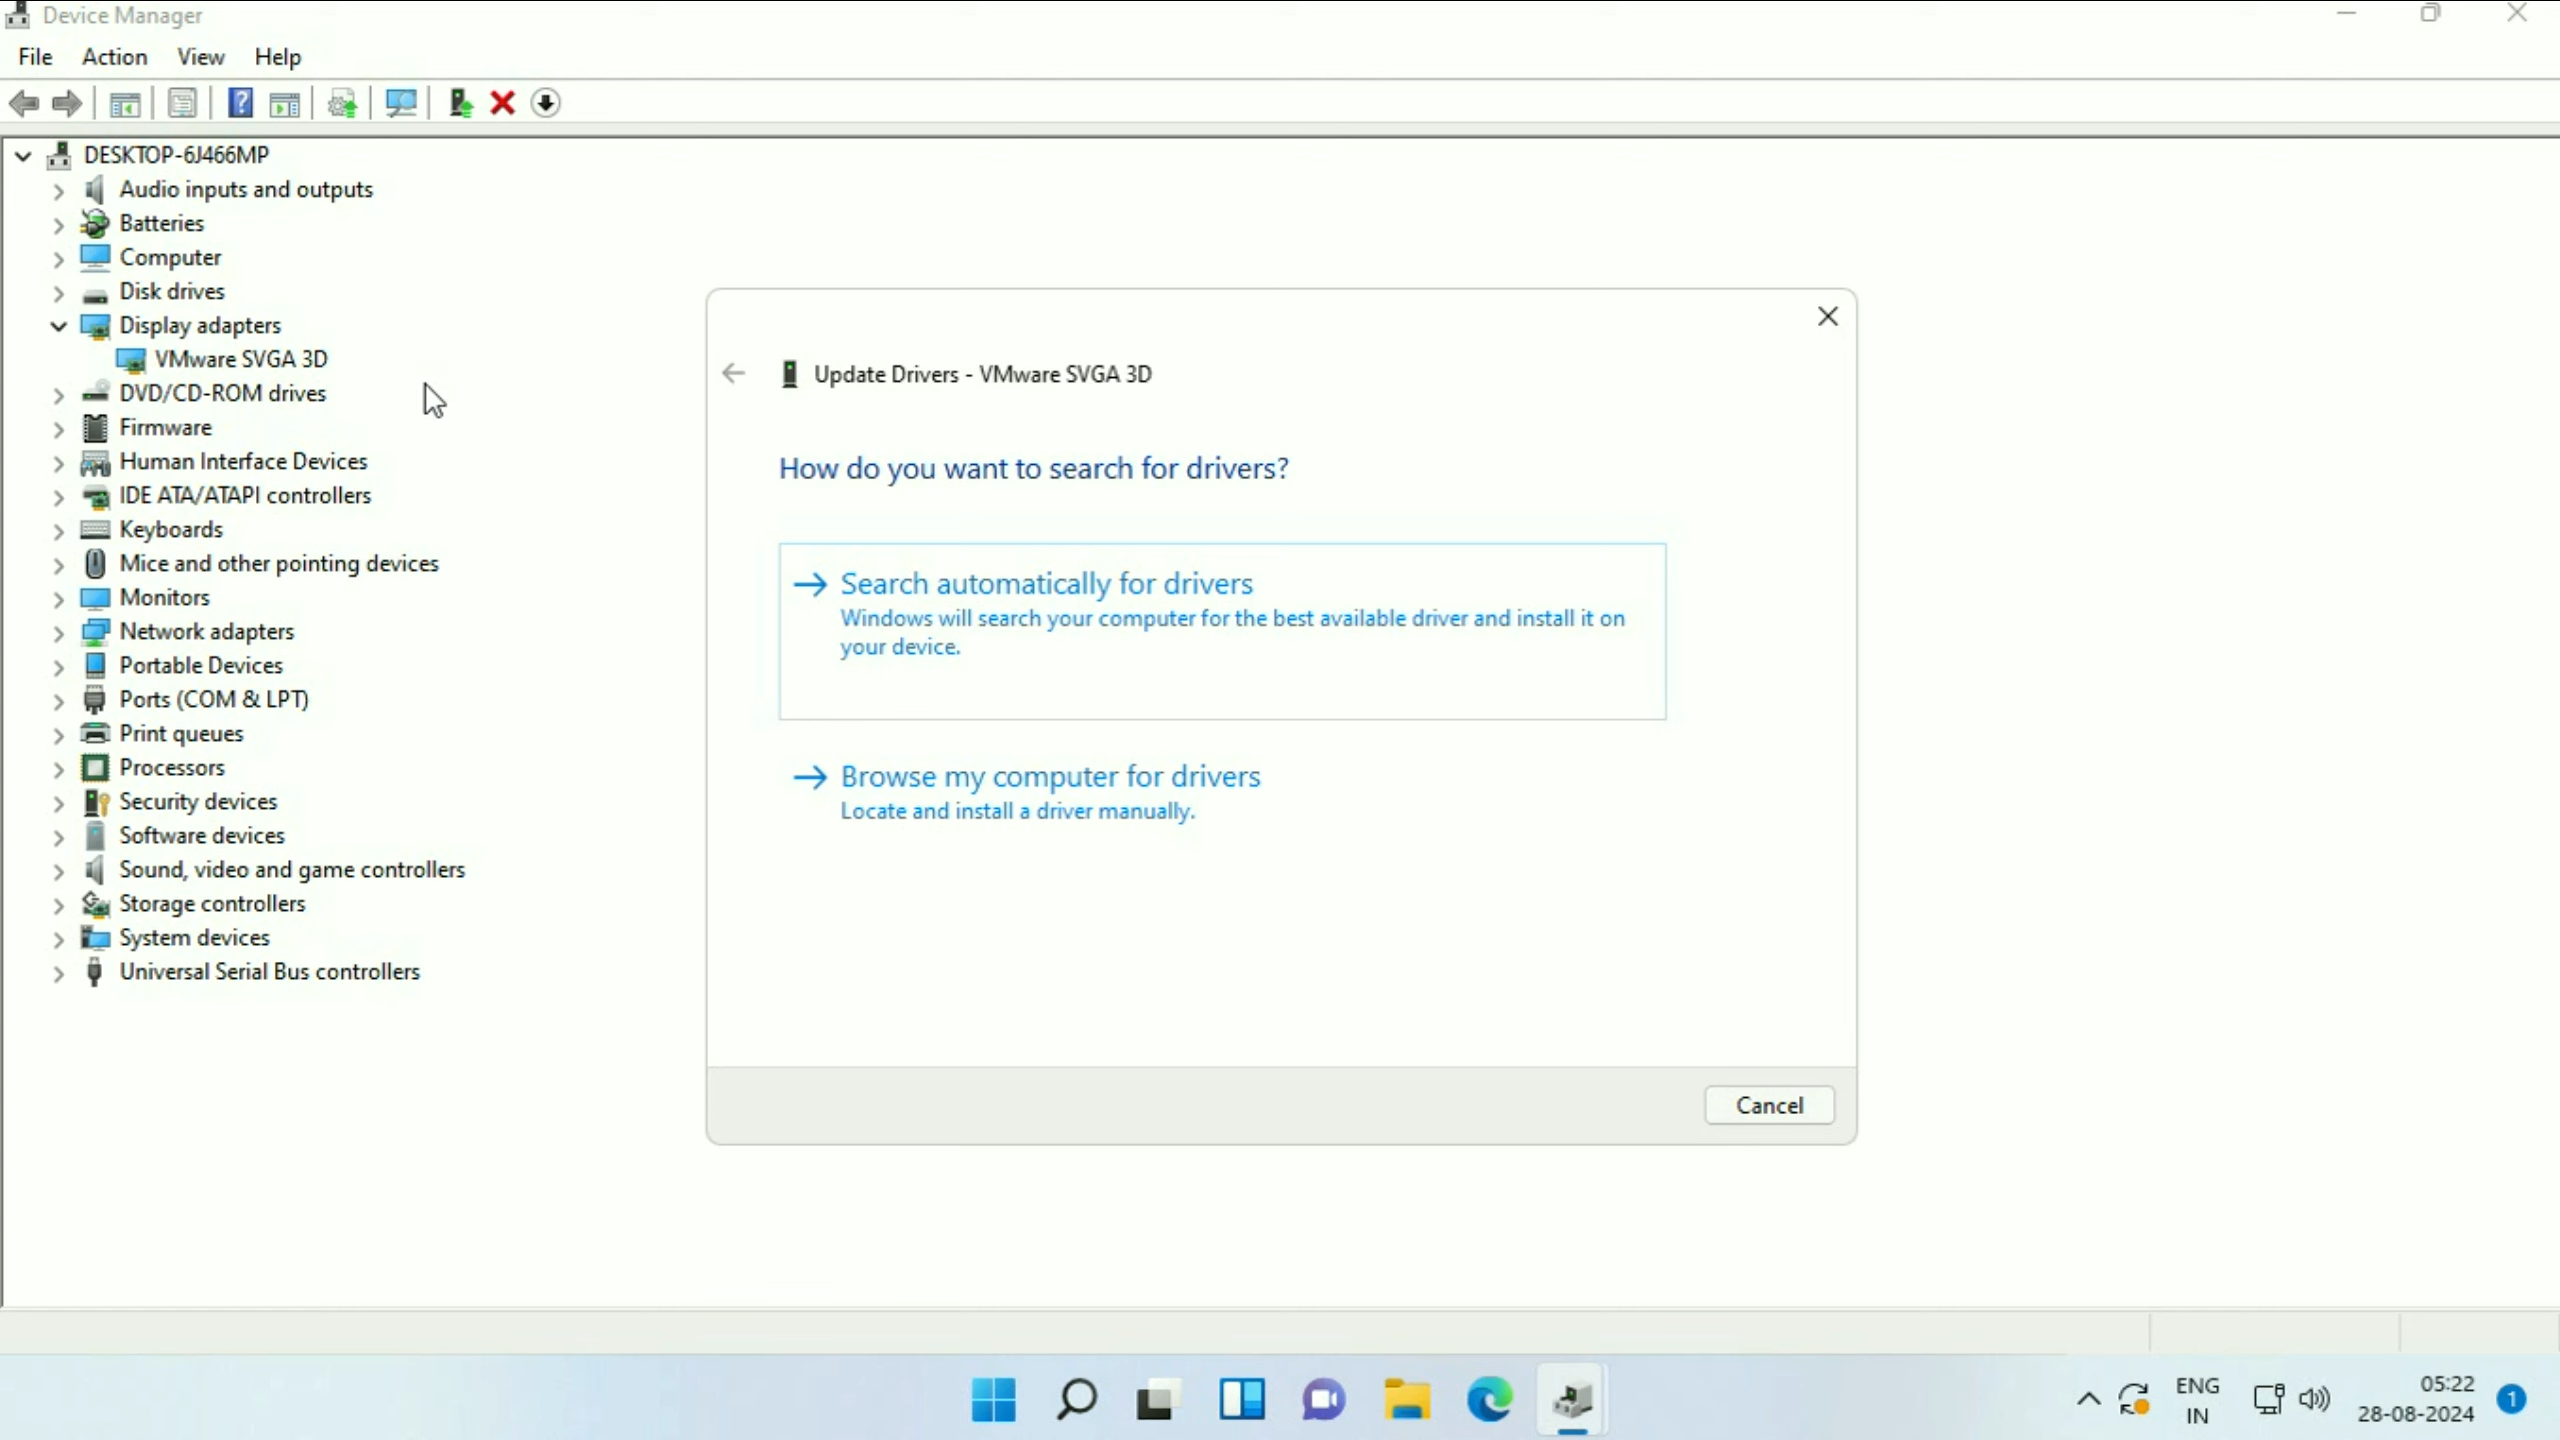 Device Manager
File Action View Help
DESKTOP-6J466MP
Audio inputs and outputs
Batteries
Computer
Disk drives
Display adapters
VMware SVGA 3D
DVD/CD-ROM drives
Firmware
Human Interface Devices
IDE ATA/ATAPI controllers
Keyboards
Mice and other pointing devices
Monitors
Network adapters
Portable Devices
Ports (COM & LPT)
Print queues
Processors
Security devices
Software devices
Sound, video and game controllers
Storage controllers
System devices
Universal Serial Bus controllers
Update Drivers - VMware SVGA 3D
How do you want to search for drivers?
Search automatically for drivers
Windows will search your computer for the best available driver and install it on
your device.
Browse my computer for drivers
Locate and install a driver manually.
Cancel
ENG
IN
05:22
28-08-2024
1